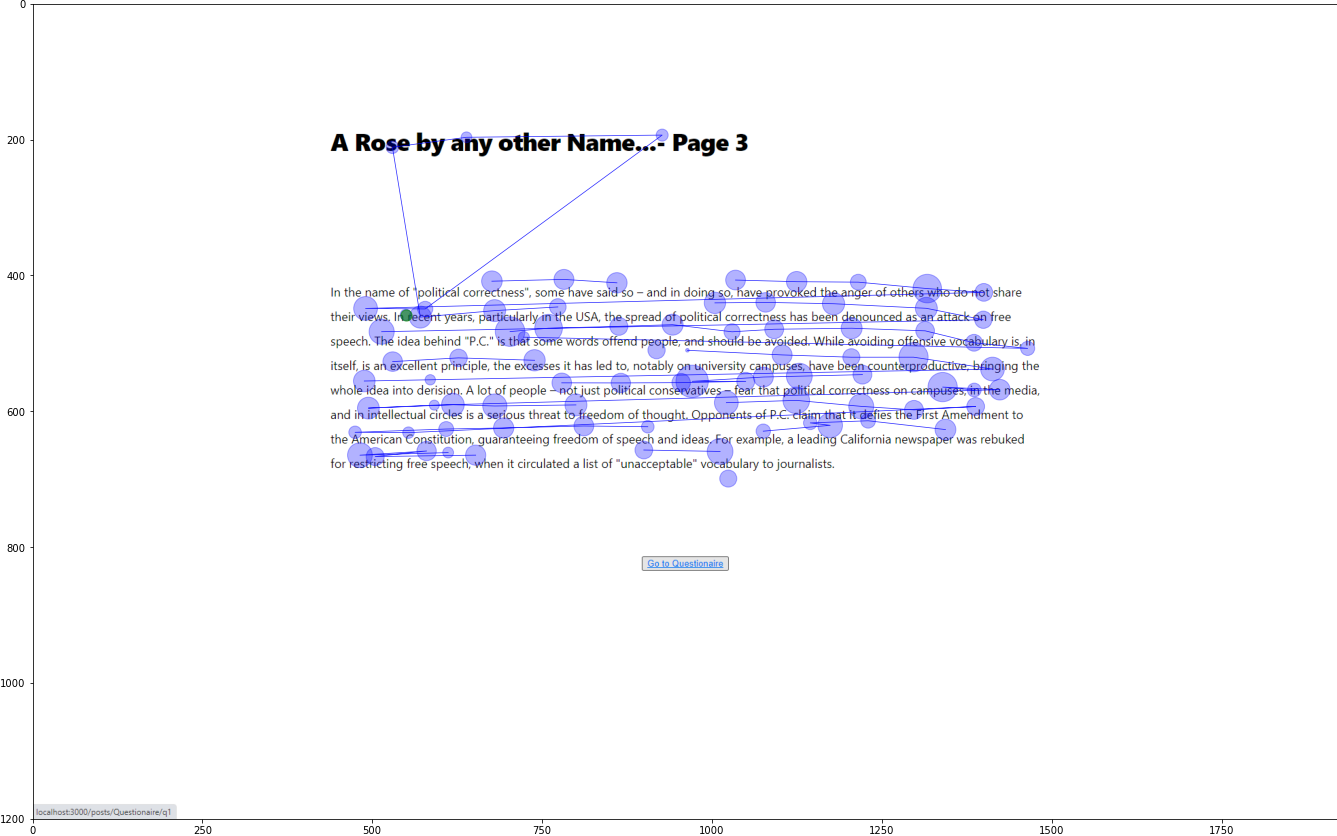 0
200
A Rose by any other Name...- Page 3
400
In the name of "political correctness", some have said so – and in doing so, have provoked the anger of others who do not share
their views. In recent years, particularly in the USA, the spread of political correctness has been denounced as an attack on free
speech. The idea behind "P.C." is that some words offend people, and should be avoided. While avoiding offensive vocabulary is, in
itself, is an excellent principle, the excesses it has led to, notably on university campuses, have been counterproductive, bringing the
whole idea into derision. A lot of people – not just political conservatives – fear that political correctness on campuses, in the media,
600
and in intellectual circles is a serious threat to freedom of thought. Opponents of P.C. claim that it defies the First Amendment to
the American Constitution, guaranteeing freedom of speech and ideas. For example, a leading California newspaper was rebuked
for restricting free speech, when it circulated a list of "unacceptable" vocabulary to journalists.
800
Go to Questionaire
1000
localhost:3000/posts/Questionaire/q1
1200
0 250 500 750 1000 1250 1500 1750